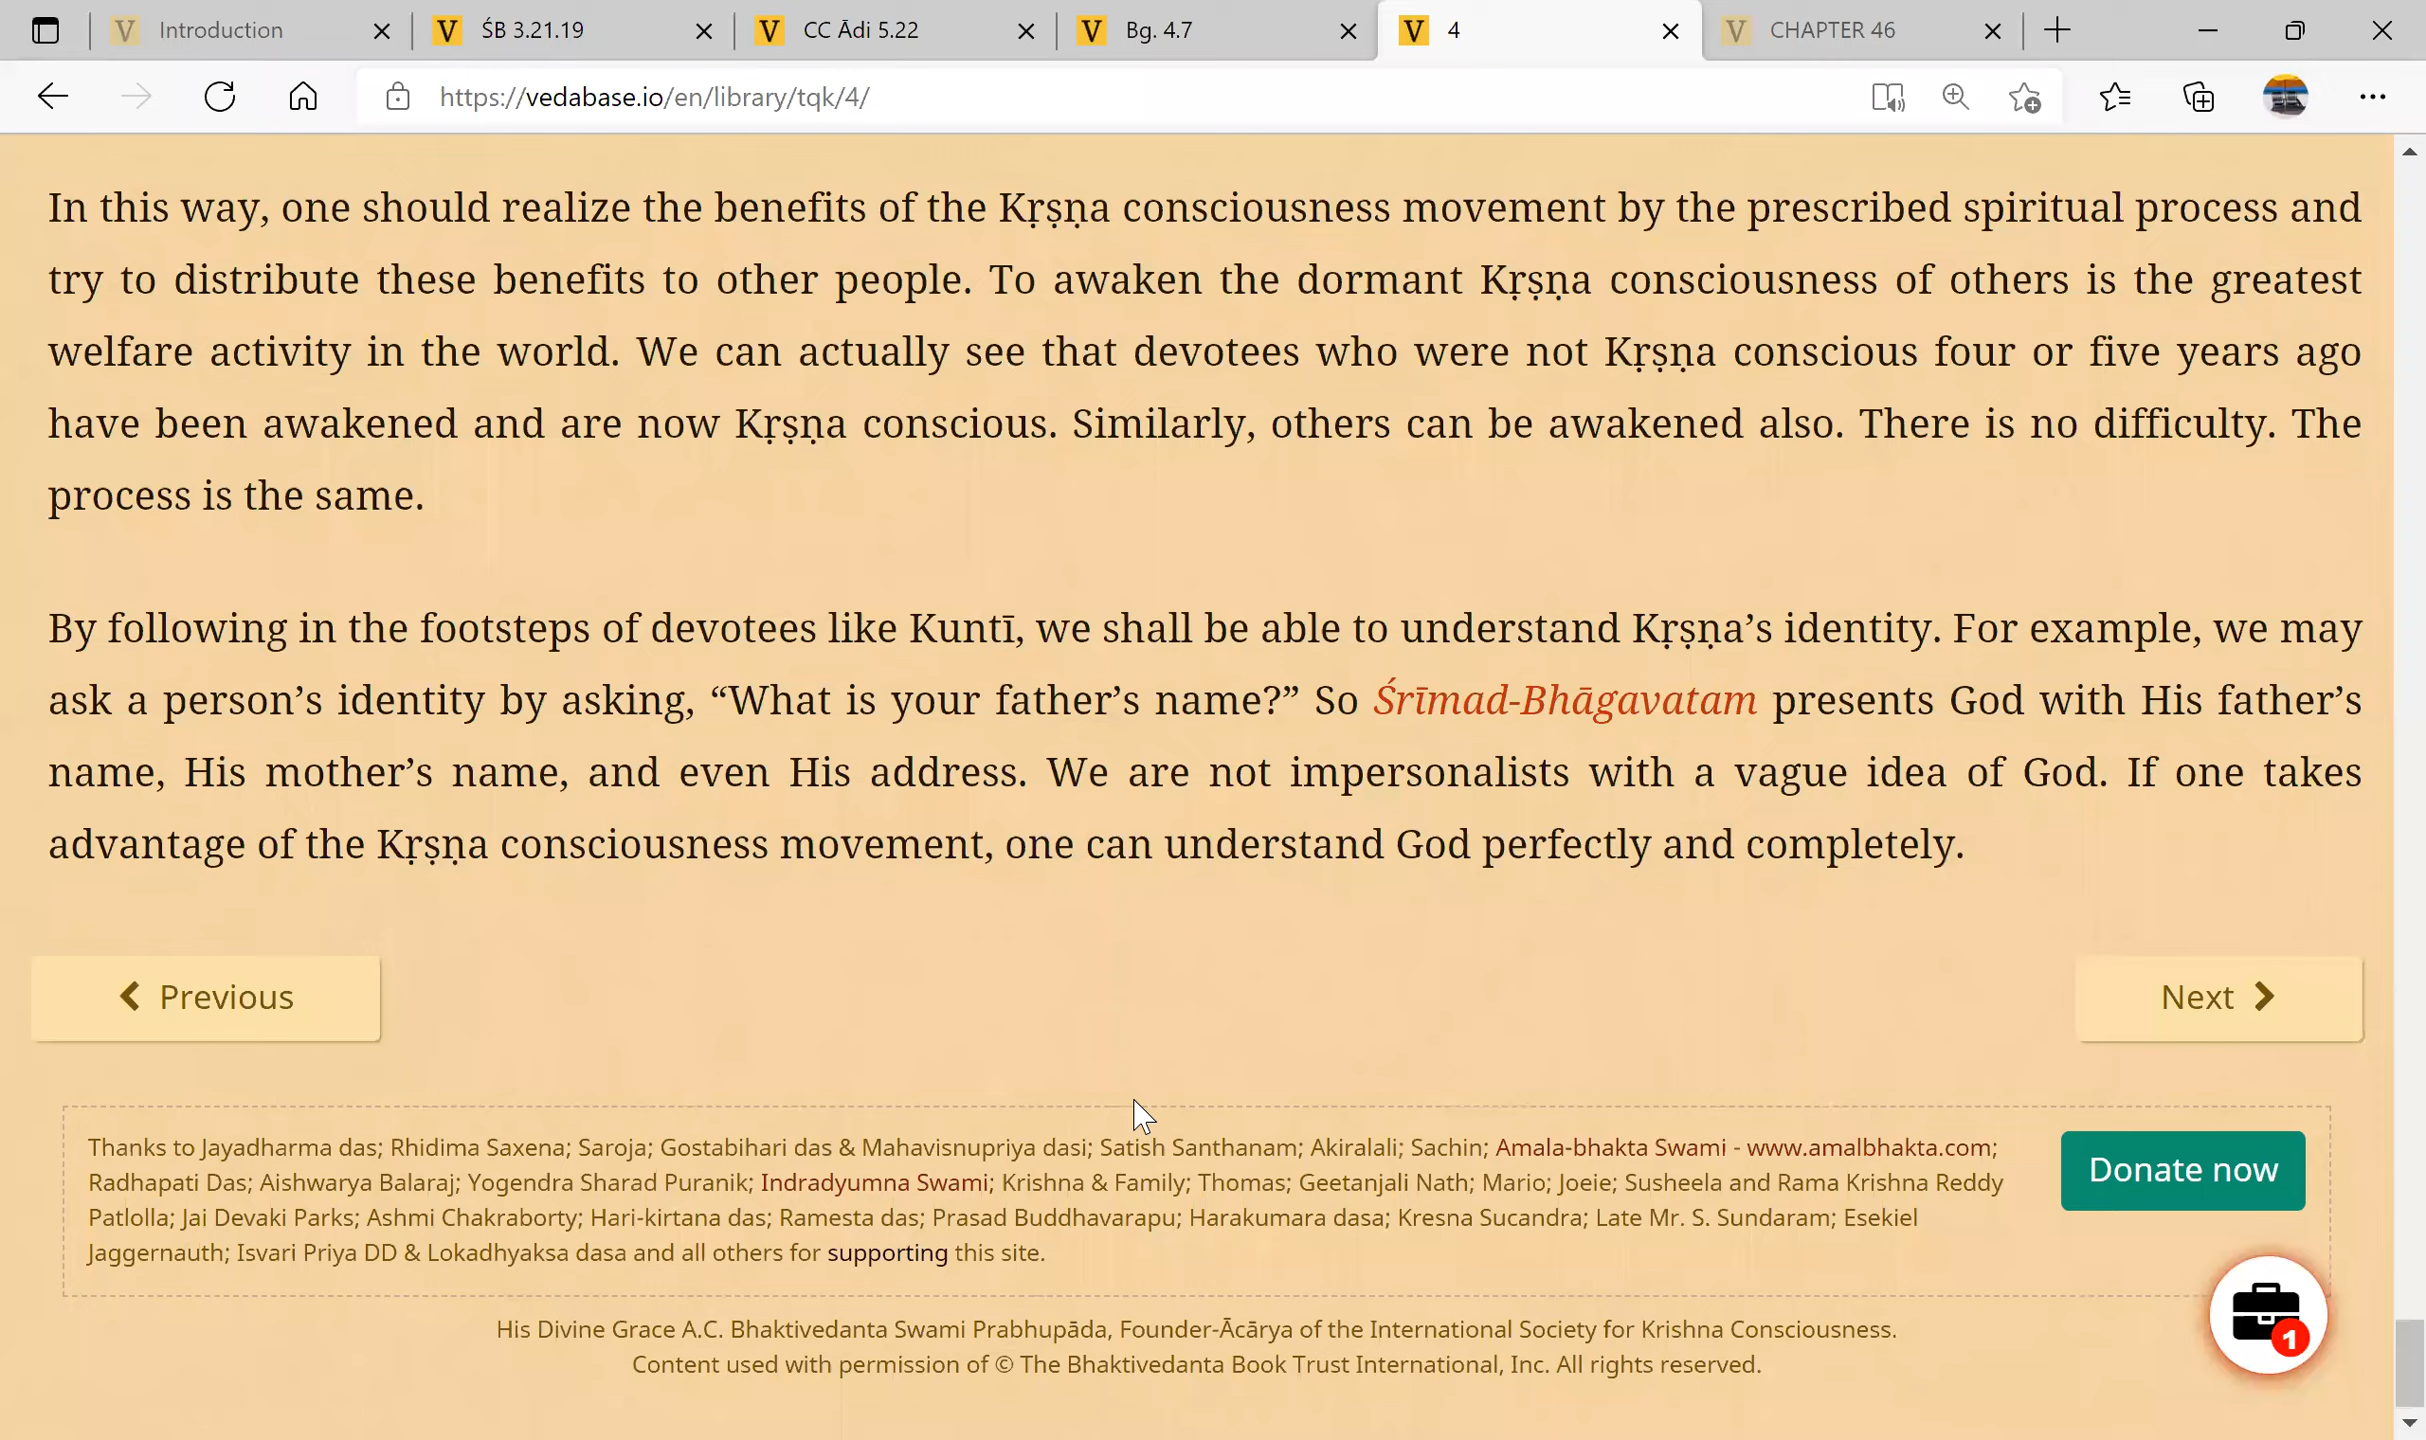 V Introduction V ŚB 3.21.19 V CC Ādi 5.22 V Bg. 4.7 V 4 V CHAPTER 46
https://vedabase.io/en/library/tqk/4/
In this way, one should realize the benefits of the Kṛṣṇa consciousness movement by the prescribed spiritual process and
try to distribute these benefits to other people. To awaken the dormant Kṛṣṇa consciousness of others is the greatest
welfare activity in the world. We can actually see that devotees who were not Kṛṣṇa conscious four or five years ago
have been awakened and are now Kṛṣṇa conscious. Similarly, others can be awakened also. There is no difficulty. The
process is the same.
By following in the footsteps of devotees like Kuntī, we shall be able to understand Kṛṣṇa’s identity. For example, we may
ask a person’s identity by asking, “What is your father’s name?” So Śrīmad-Bhāgavatam presents God with His father’s
name, His mother’s name, and even His address. We are not impersonalists with a vague idea of God. If one takes
advantage of the Kṛṣṇa consciousness movement, one can understand God perfectly and completely.
Previous Next
Thanks to Jayadharma das; Rhidima Saxena; Saroja; Gostabihari das & Mahavisnupriya dasi; Satish Santhanam; Akiralali; Sachin; Amala-bhakta Swami - www.amalbhakta.com;
Radhapati Das; Aishwarya Balaraj; Yogendra Sharad Puranik; Indradyumna Swami; Krishna & Family; Thomas; Geetanjali Nath; Mario; Joeie; Susheela and Rama Krishna Reddy
Patlolla; Jai Devaki Parks; Ashmi Chakraborty; Hari-kirtana das; Ramesta das; Prasad Buddhavarapu; Harakumara dasa; Kresna Sucandra; Late Mr. S. Sundaram; Esekiel
Jaggernauth; Isvari Priya DD & Lokadhyaksa dasa and all others for supporting this site.
Donate now
1
His Divine Grace A.C. Bhaktivedanta Swami Prabhupāda, Founder-Ācārya of the International Society for Krishna Consciousness.
Content used with permission of © The Bhaktivedanta Book Trust International, Inc. All rights reserved.